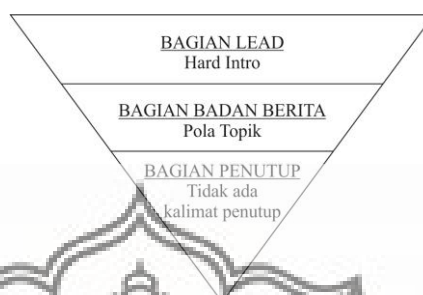 BAGIAN LEAD
Hard Intro
BAGIAN BADAN BERITA
Pola Topik
BAGIAN PENUTUP
Tidak ada
kalimat penutup